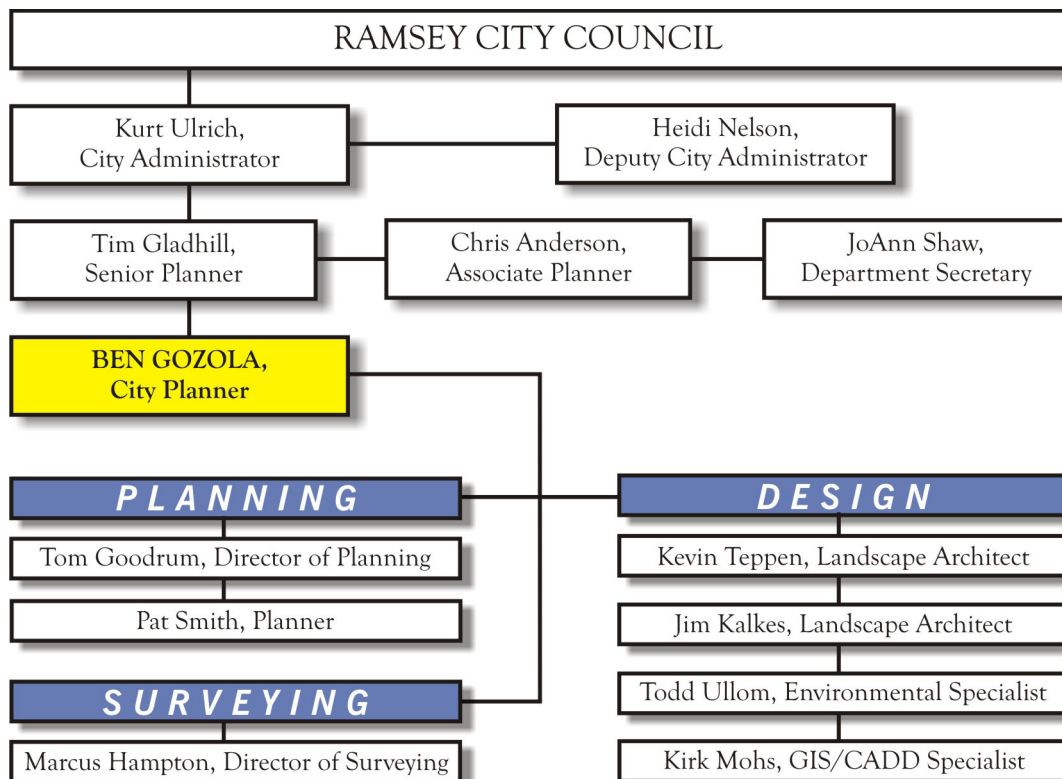 RAMSEY CITY COUNCIL
Kurt Ulrich,
City Administrator
Heidi Nelson,
Deputy City Administrator
Tim Gladhill,
Senior Planner
Chris Anderson,
Associate Planner
JoAnn Shaw,
Department Secretary
BEN GOZOLA,
City Planner
PLANNING
Tom Goodrum, Director of Planning
Pat Smith, Planner
SURVEYING
Marcus Hampton, Director of Surveying
DESIGN
Kevin Teppen, Landscape Architect
Jim Kalkes, Landscape Architect
Todd Ullom, Environmental Specialist
Kirk Mohs, GIS/CADD Specialist